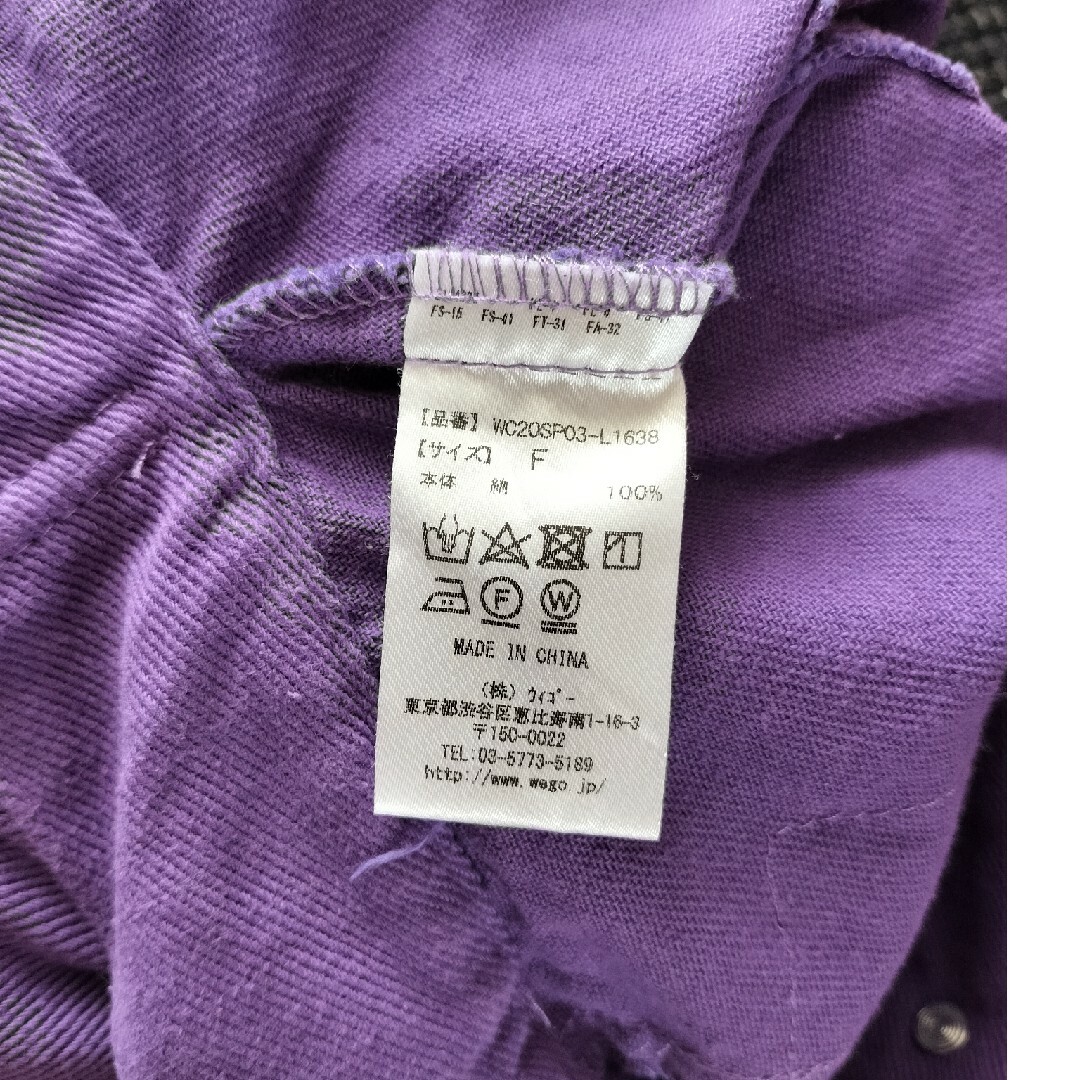 FS-15 FS-01 FT-31 FA-32
【品番】 WC20SP03-L1638
【サイズ】 F
本体 綿 100%
F W
MADE IN CHINA
(株) ウィゴー
東京都渋谷区恵比寿南1-16-3
〒150-0022
TEL:03-5773-5189
http://www.wego.jp/